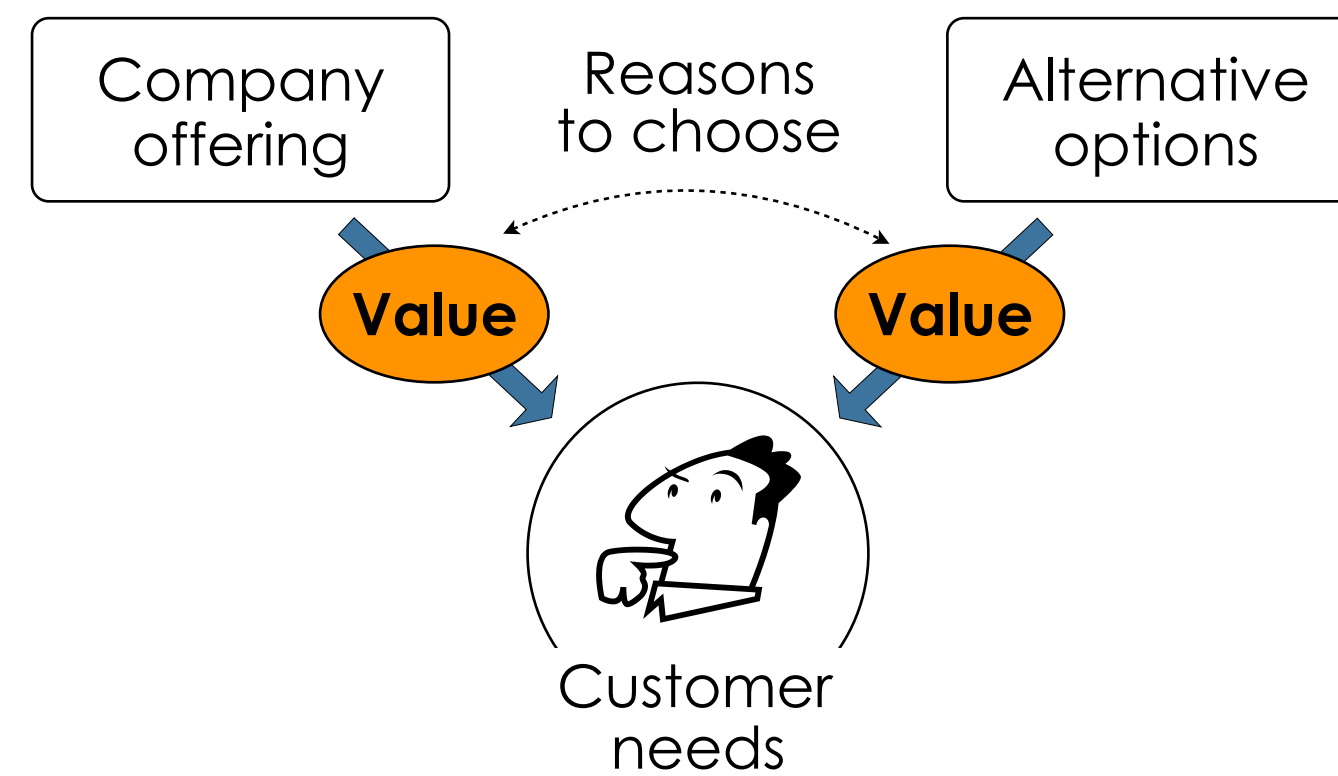 Company
offering
Reasons
to choose
Alternative
options
Value
Value
Customer
needs